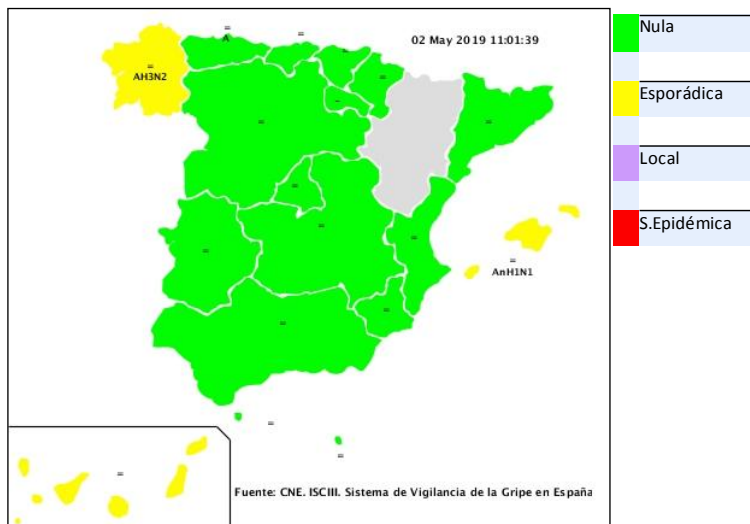 02 May 2019 11:01:39
=
A
=
=
=
AH3N2
=
=
=
=
=
=
=
=
=
AnH1N1
=
=
=
=
=
Fuente: CNE. ISCIII. Sistema de Vigilancia de la Gripe en España
Nula
Esporádica
Local
S.Epidémica